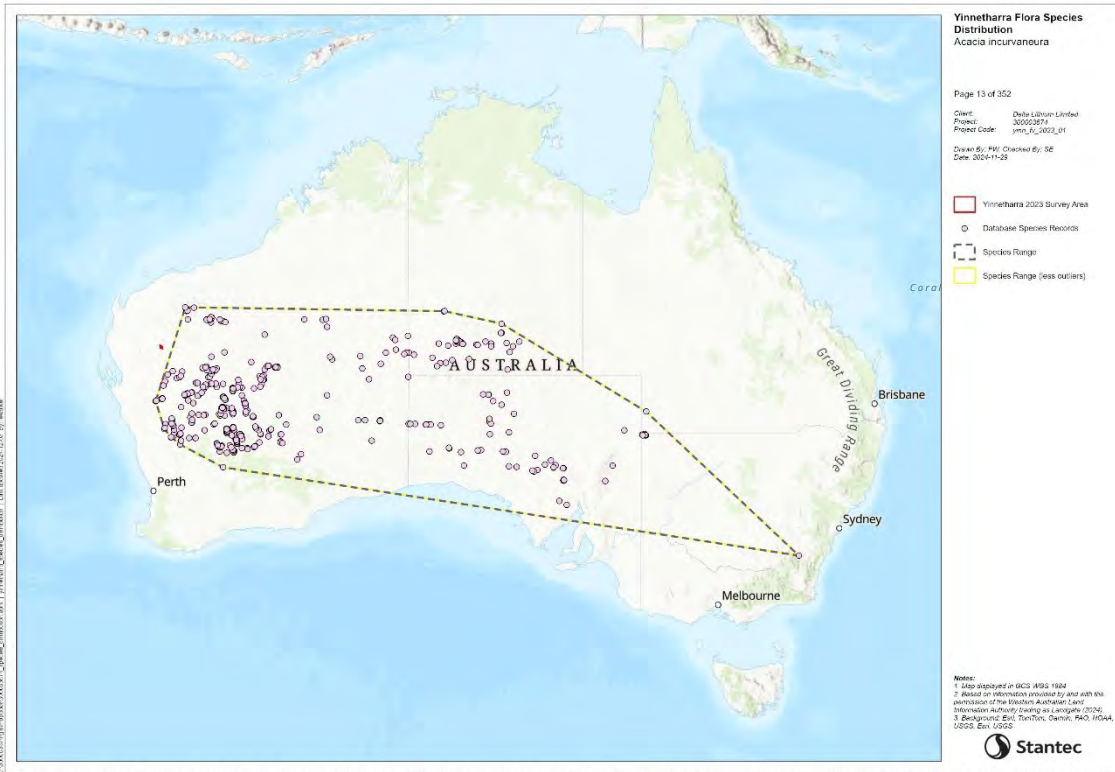 Yinnetharra Flora Species
Distribution
Acacia incurvaneura
Page 13 of 352
Client: Delta Lithium Limited
Project: 300003674
Project Code: ynn_fv_2023_01
Drawn By: PW, Checked By: SE
Date: 2024-11-29
Yinnetharra 2023 Survey Area
Database Species Records
Species Range
Species Range (less outliers)
Coral
AUSTRALIA
Great Dividing Range
Brisbane
Perth
Sydney
Melbourne
Notes:
1. Map displayed in GCS WGS 1984
2. Based on information provided by and with the
permission of the Western Australian Land
Information Authority trading as Landgate (2024).
3. Background: Esri, TomTom, Garmin, FAO, NOAA,
USGS, Esri, USGS
Stantec